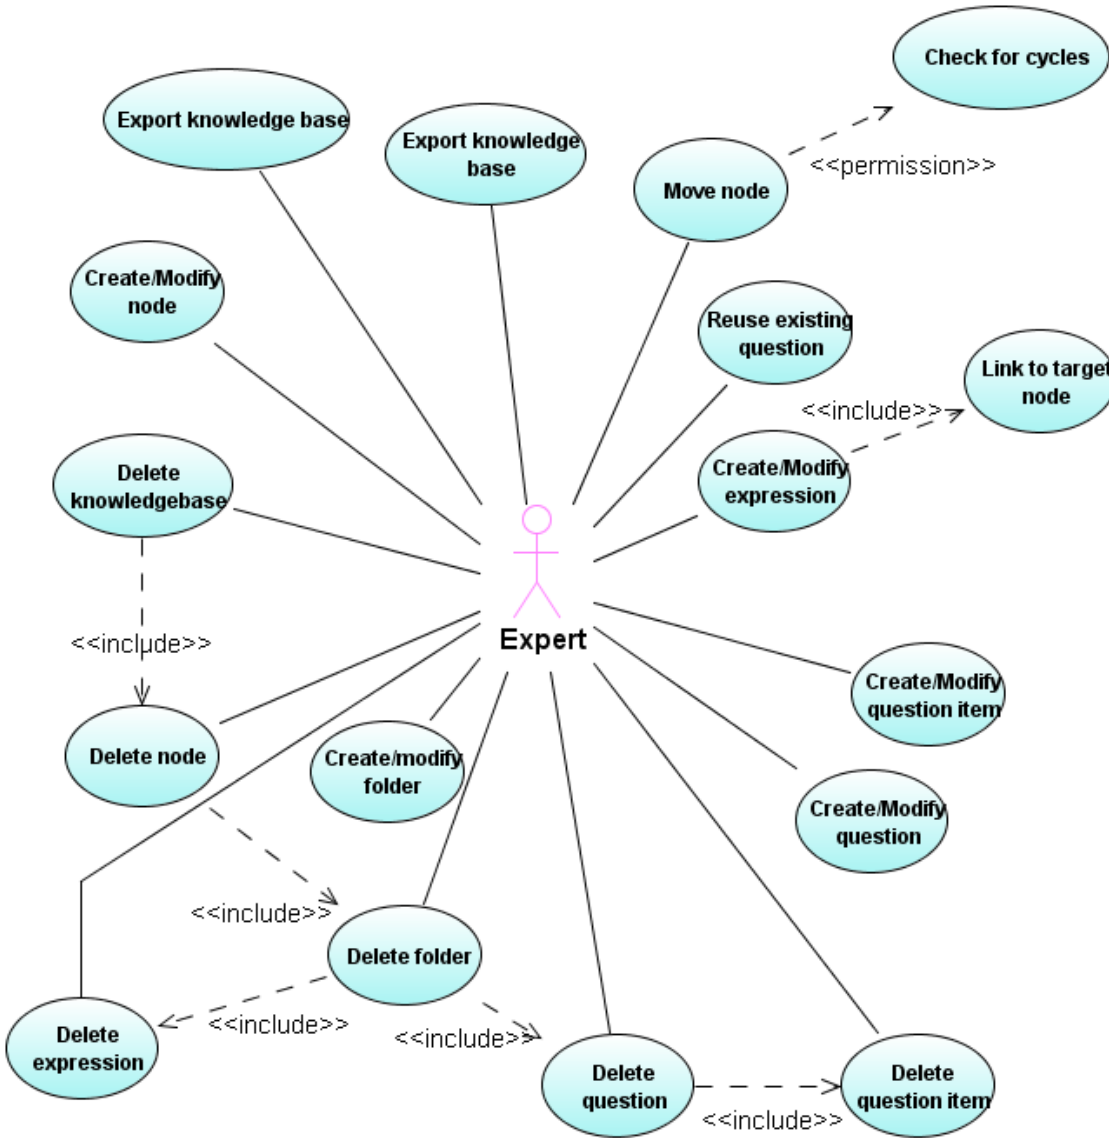 Check for cycles
Export knowledge base
Export knowledge
base
<<permission>>
Move node
Create/Modify
node
Reuse existing
question
Link to target
node
<<include>>
Create/Modify
expression
Delete
knowledgebase
<<include>>
Expert
Create/Modify
question item
Delete node
Create/modify
folder
Create/Modify
question
<<include>>
Delete folder
<<include>>
<<include>>
Delete
expression
Delete
question
Delete
question item
<<include>>